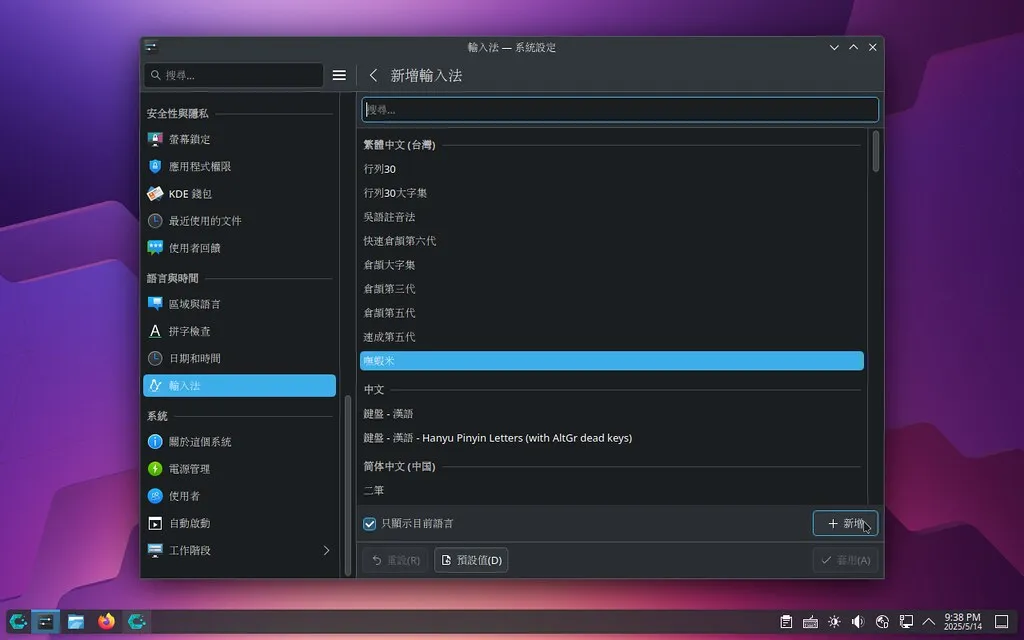 輸入法 — 系統設定
搜尋...
新增輸入法
搜尋...
安全性與隱私
螢幕鎖定
應用程式權限
KDE 錢包
最近使用的文件
使用者回饋
語言與時間
區域與語言
拼字檢查
日期和時間
輸入法
系統
關於這個系統
電源管理
使用者
自動啟動
工作階段
繁體中文 (台灣)
行列30
行列30大字集
吳語註音法
快速倉頡第六代
倉頡大字集
倉頡第三代
倉頡第五代
速成第五代
嘸蝦米
中文
鍵盤 - 漢語
鍵盤 - 漢語 - Hanyu Pinyin Letters (with AltGr dead keys)
简体中文 (中国)
二筆
只顯示目前語言
新增
重設(R)
預設值(D)
套用(A)
9:38 PM
2025/5/14